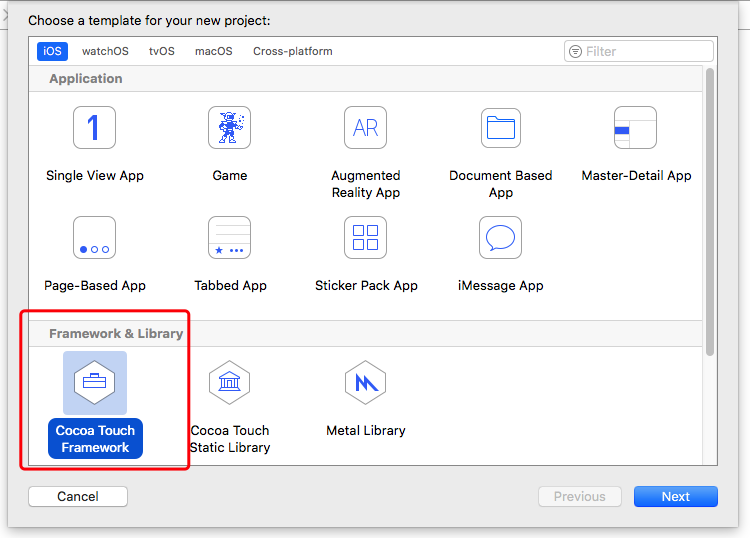 Choose a template for your new project:
iOS watchOS tvOS macOS Cross-platform Filter
Application
1 AR
Single View App Game Augmented Reality App Document Based App Master-Detail App
Page-Based App Tabbed App Sticker Pack App iMessage App
Framework & Library
Cocoa Touch Framework Cocoa Touch Static Library Metal Library
Cancel Previous Next